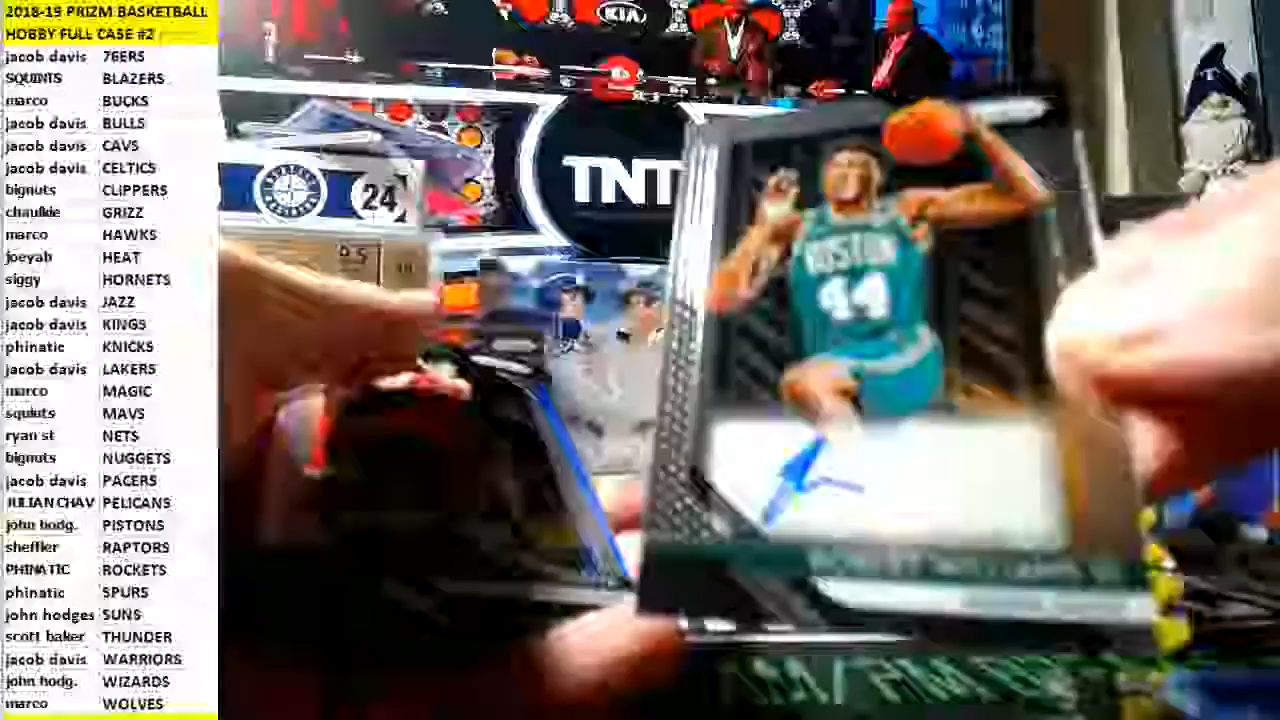 2018-19 PRIZM BASKETBALL
HOBBY FULL CASE #2
jacob davis 76ERS
SQUINTS BLAZERS
marco BUCKS
jacob davis BULLS
jacob davis CAVS
jacob davis CELTICS
bignuts CLIPPERS
chaulkie GRIZZ
marco HAWKS
joeyah HEAT
siggy HORNETS
jacob davis JAZZ
jacob davis KINGS
phinatic KNICKS
jacob davis LAKERS
marco MAGIC
squints MAVS
ryan st NETS
bignuts NUGGETS
jacob davis PACERS
JULIAN CHAV PELICANS
john hodg. PISTONS
sheffler RAPTORS
PHINATIC ROCKETS
phinatic SPURS
john hodges SUNS
scott baker THUNDER
jacob davis WARRIORS
john hodg. WIZARDS
marco WOLVES
KIA
TNT
24
9.5
BOSTON
44